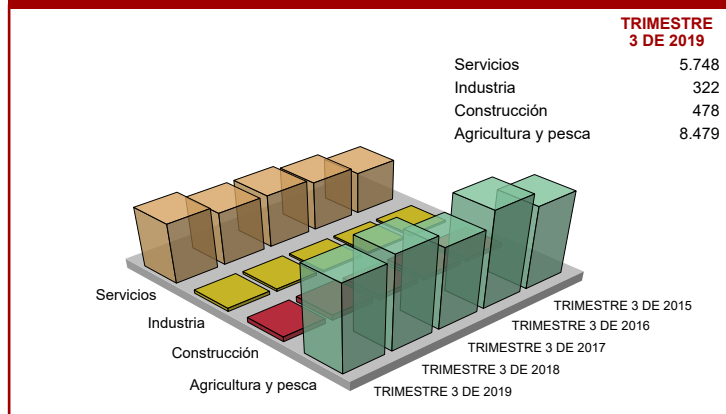 TRIMESTRE
3 DE 2019
Servicios 5.748
Industria 322
Construcción 478
Agricultura y pesca 8.479
Servicios
Industria
Construcción
Agricultura y pesca
TRIMESTRE 3 DE 2015
TRIMESTRE 3 DE 2016
TRIMESTRE 3 DE 2017
TRIMESTRE 3 DE 2018
TRIMESTRE 3 DE 2019